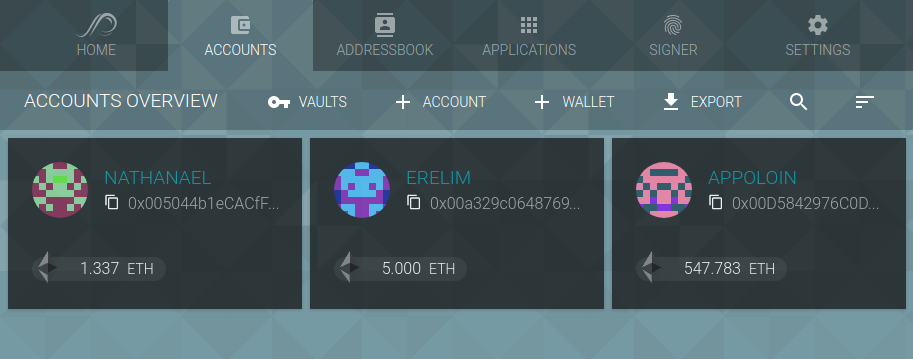 HOME
ACCOUNTS
ADDRESSBOOK
APPLICATIONS
SIGNER
SETTINGS
ACCOUNTS OVERVIEW
VAULTS
ACCOUNT
WALLET
EXPORT
NATHANAEL
0x005044b1eCACfF...
1.337 ETH
ERELIM
0x00a329c0648769...
5.000 ETH
APPOLOIN
0x00D5842976C0D...
547.783 ETH